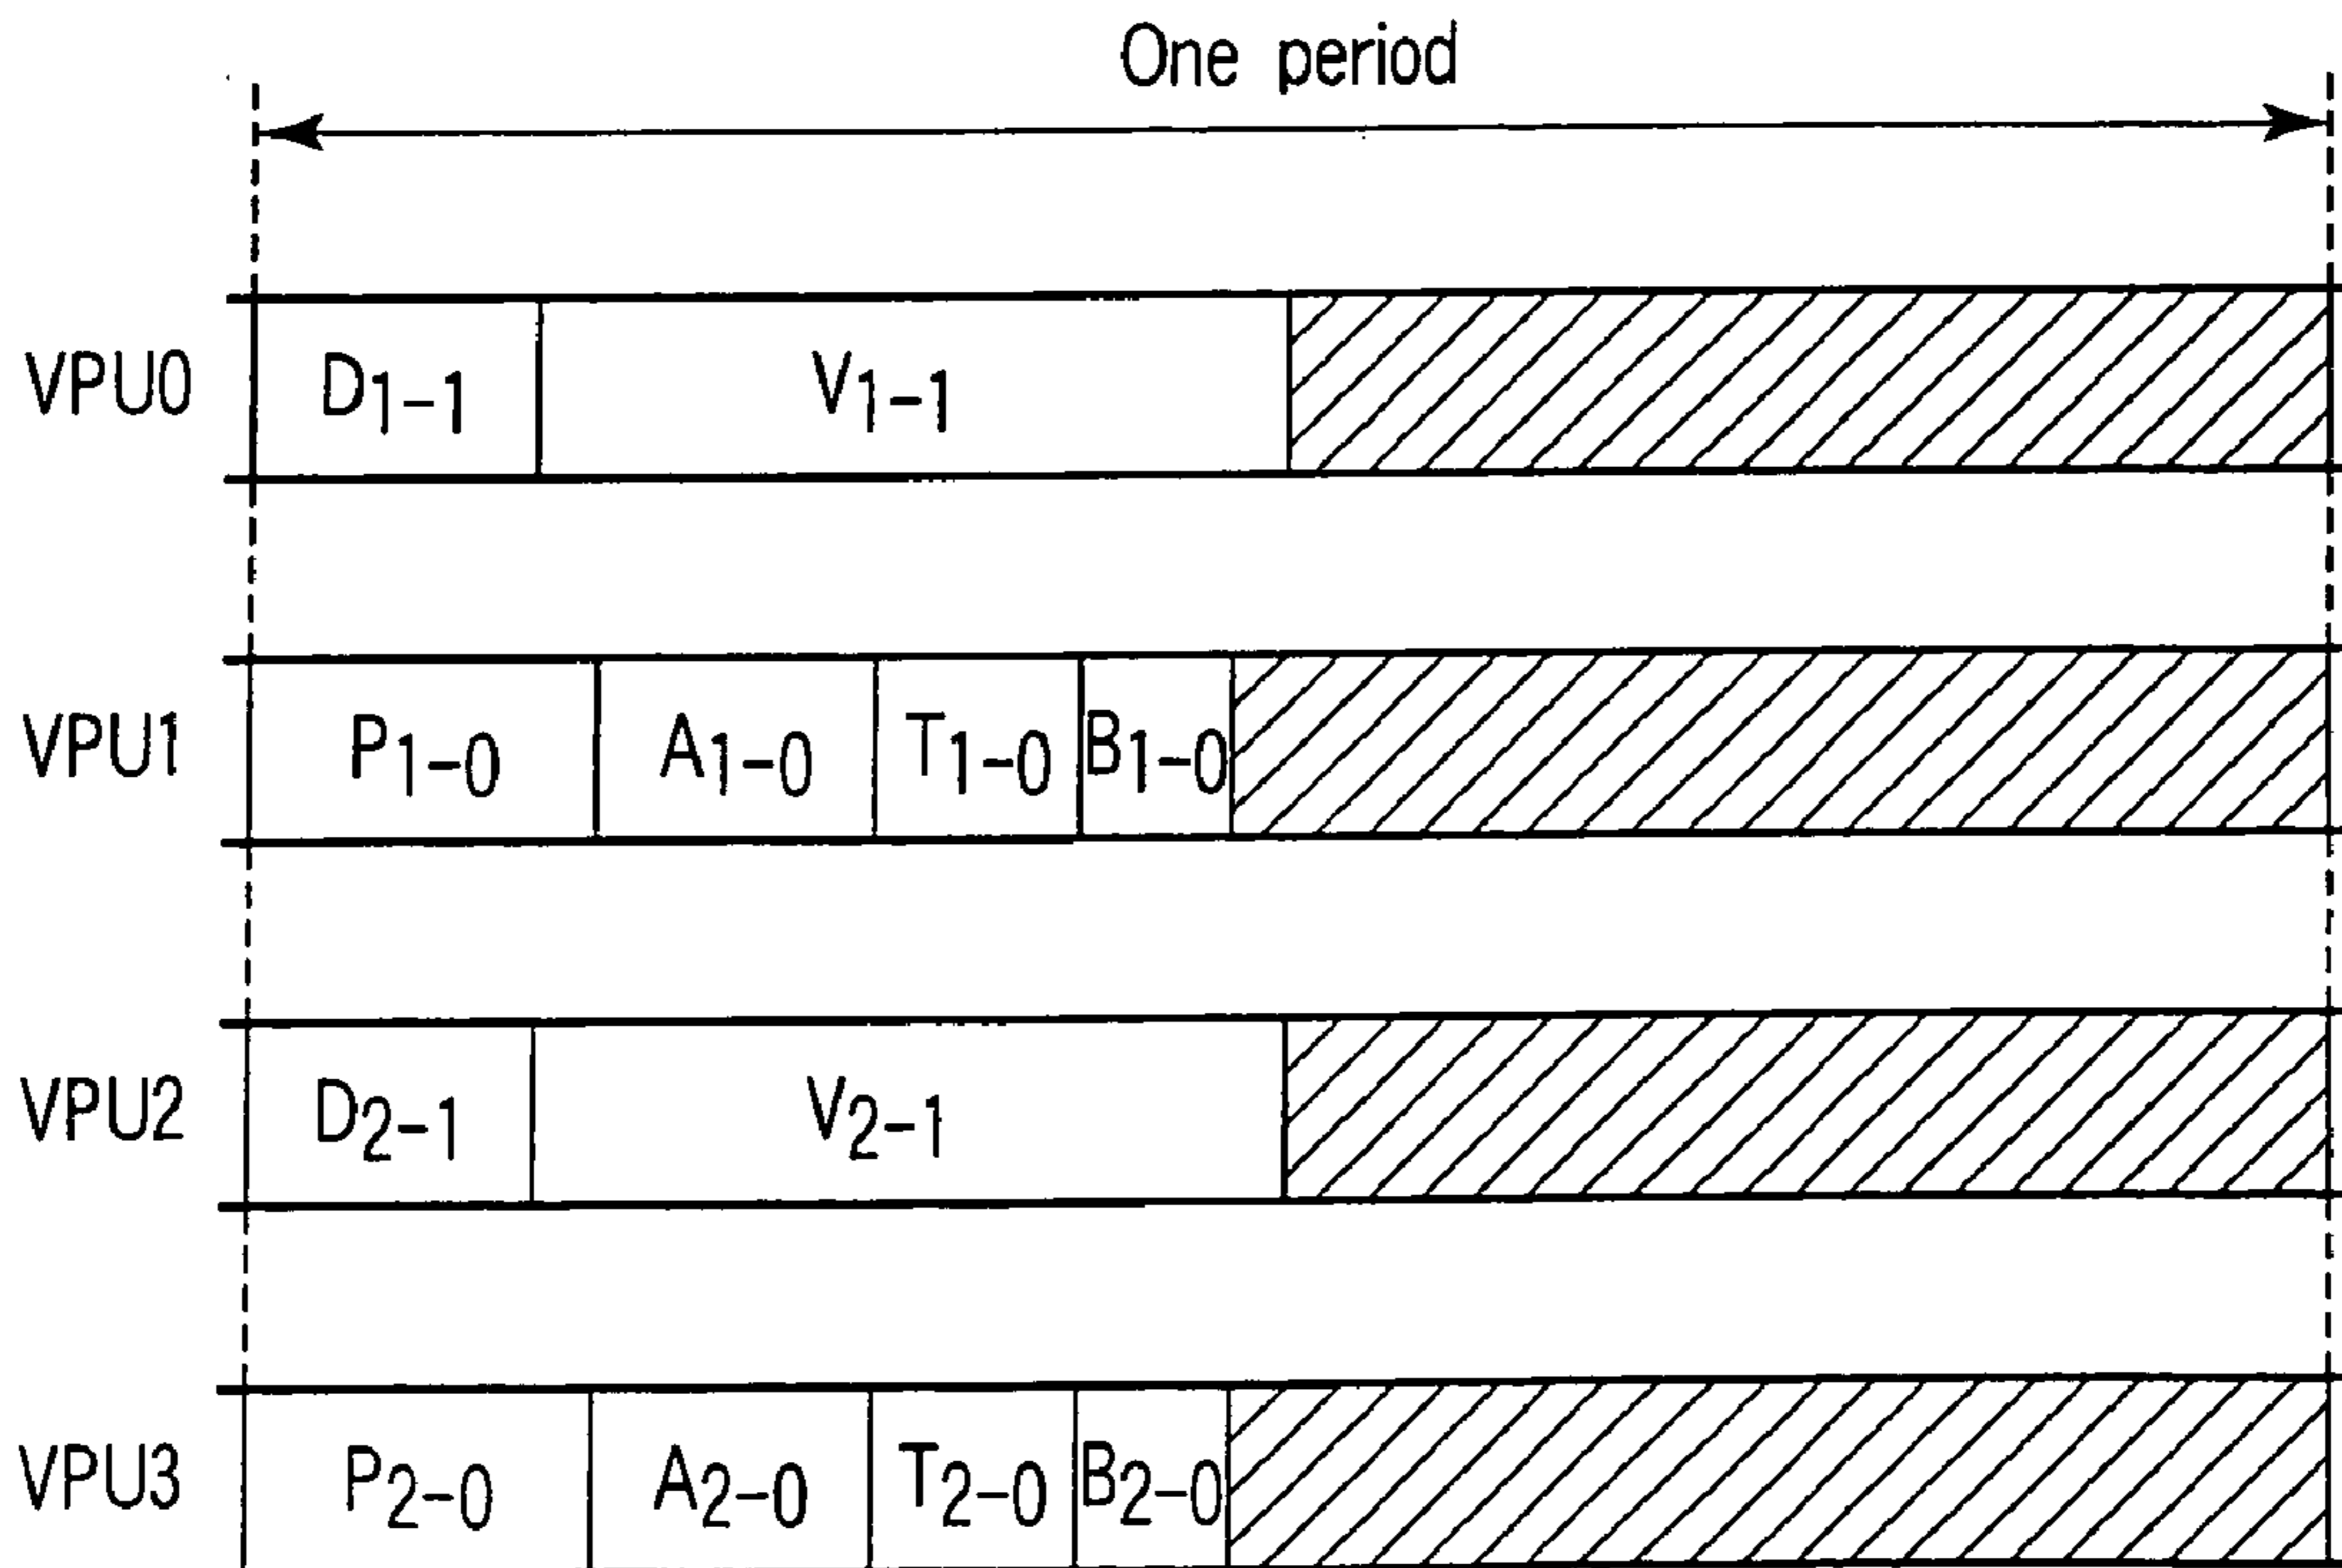 One period
VPU0 D1-1 V1-1
VPU1 P1-0 A1-0 T1-0 B1-0
VPU2 D2-1 V2-1
VPU3 P2-0 A2-0 T2-0 B2-0